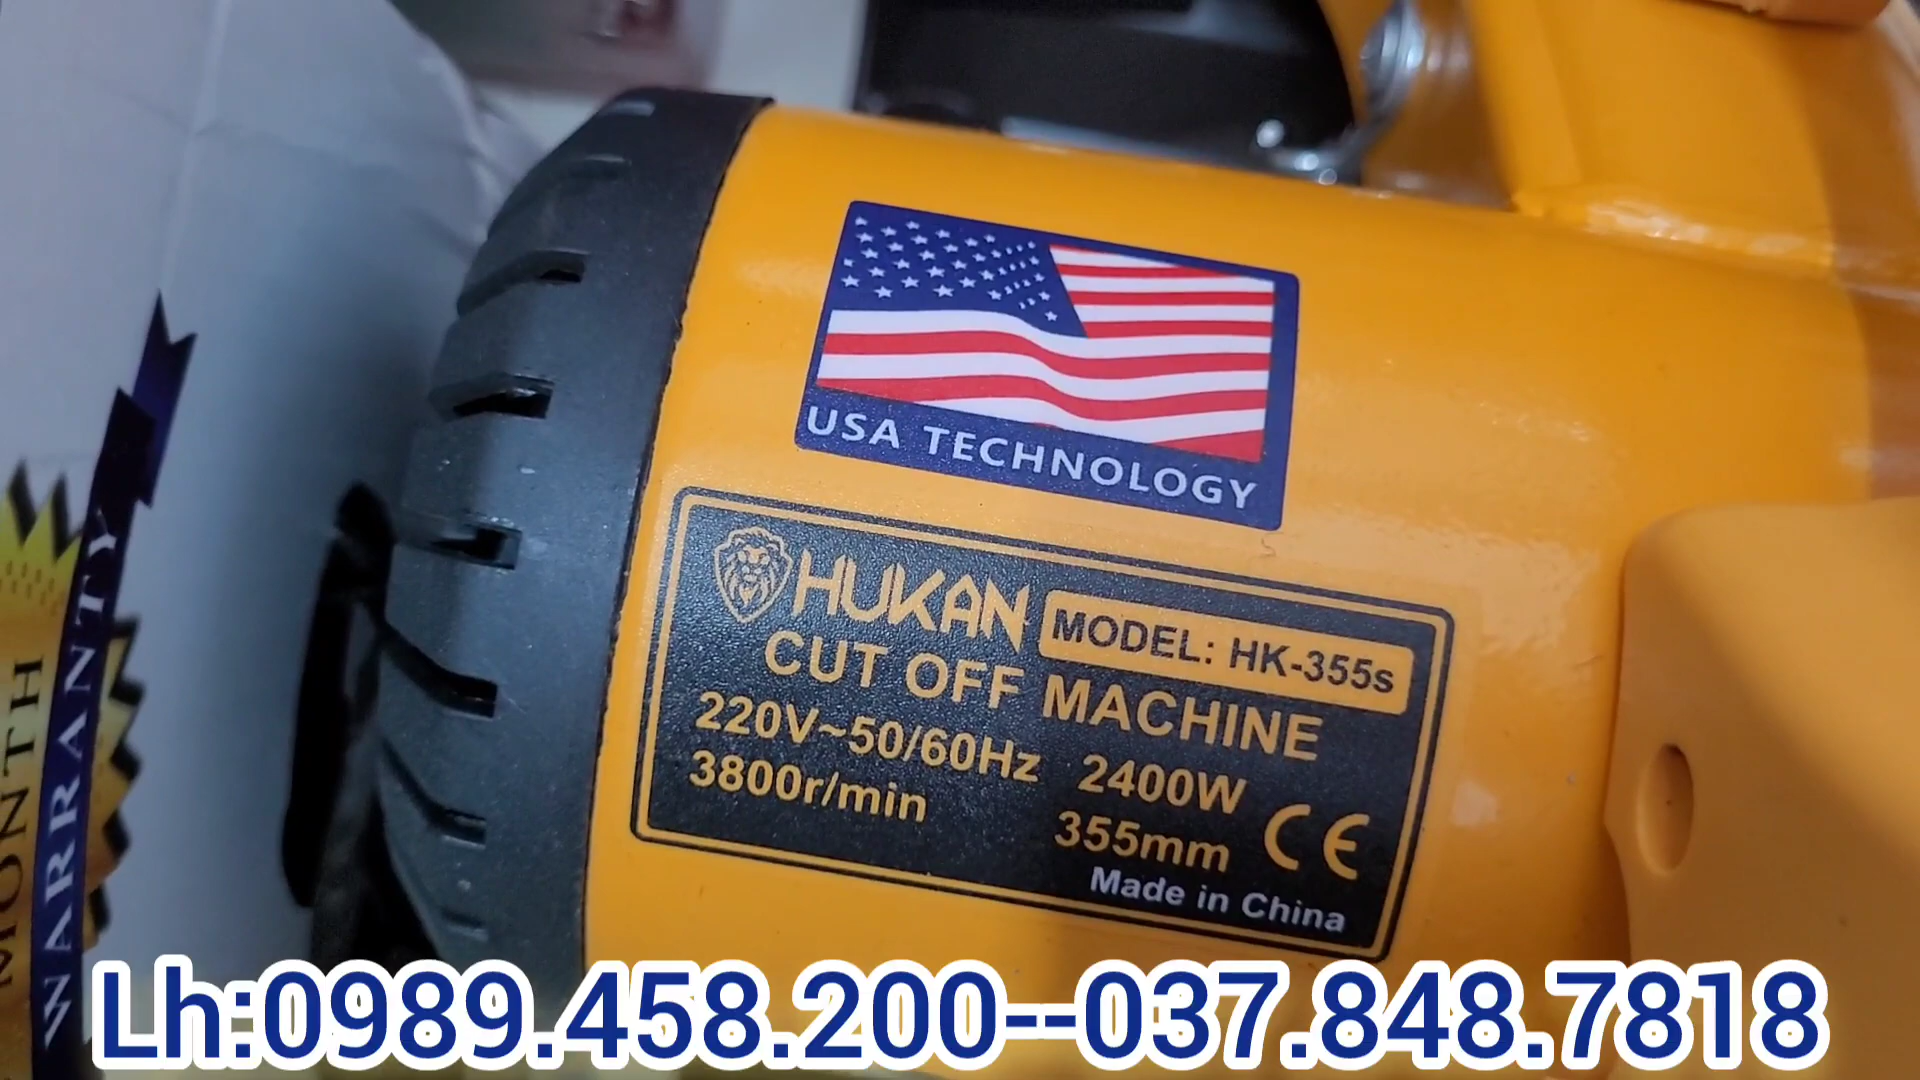 USA TECHNOLOGY
HUKAN MODEL: HK-355s
CUT OFF MACHINE
220V~50/60Hz 2400W
3800r/min 355mm CE
Made in China
MONTH
WARRANTY
Lh:0989.458.200--037.848.7818